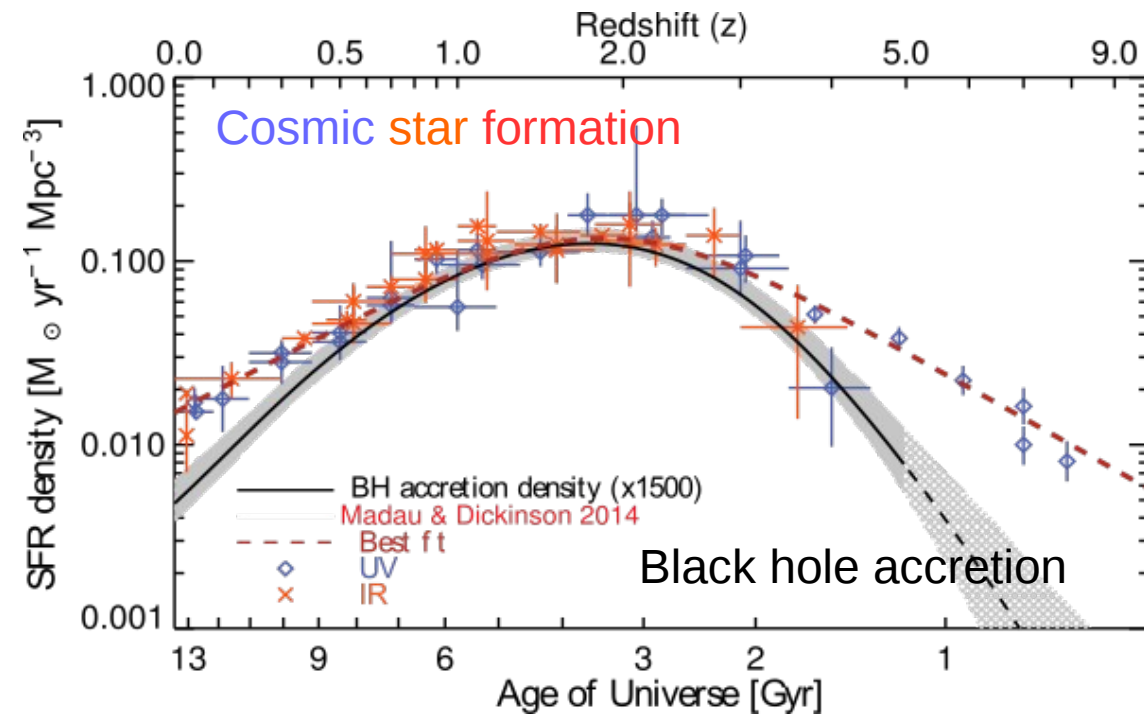 Redshift (z)
0.0 0.5 1.0 2.0 5.0 9.0
1.000
Cosmic star formation
0.100
0.010
0.001
SFR density [M ⊙ yr⁻¹ Mpc⁻³]
BH accretion density (x1500)
Madau & Dickinson 2014
Best f t
UV
IR
Black hole accretion
13 9 6 3 2 1
Age of Universe [Gyr]